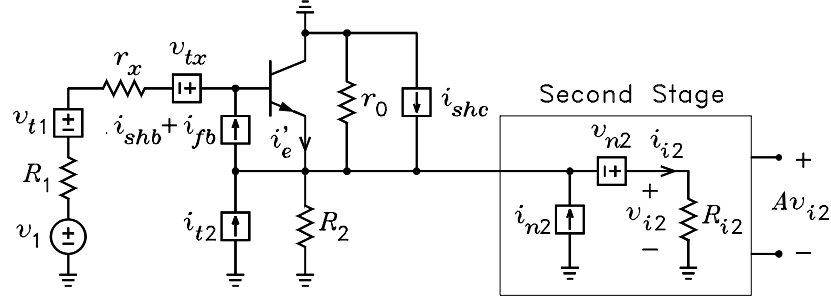 r_x
v_tx
v_t1
i_shb + i_fb
i'_e
r_0
i_shc
Second Stage
v_n2
i_i2
R_1
v_1
i_t2
R_2
i_n2
+
v_i2
−
R_i2
+
Av_i2
−